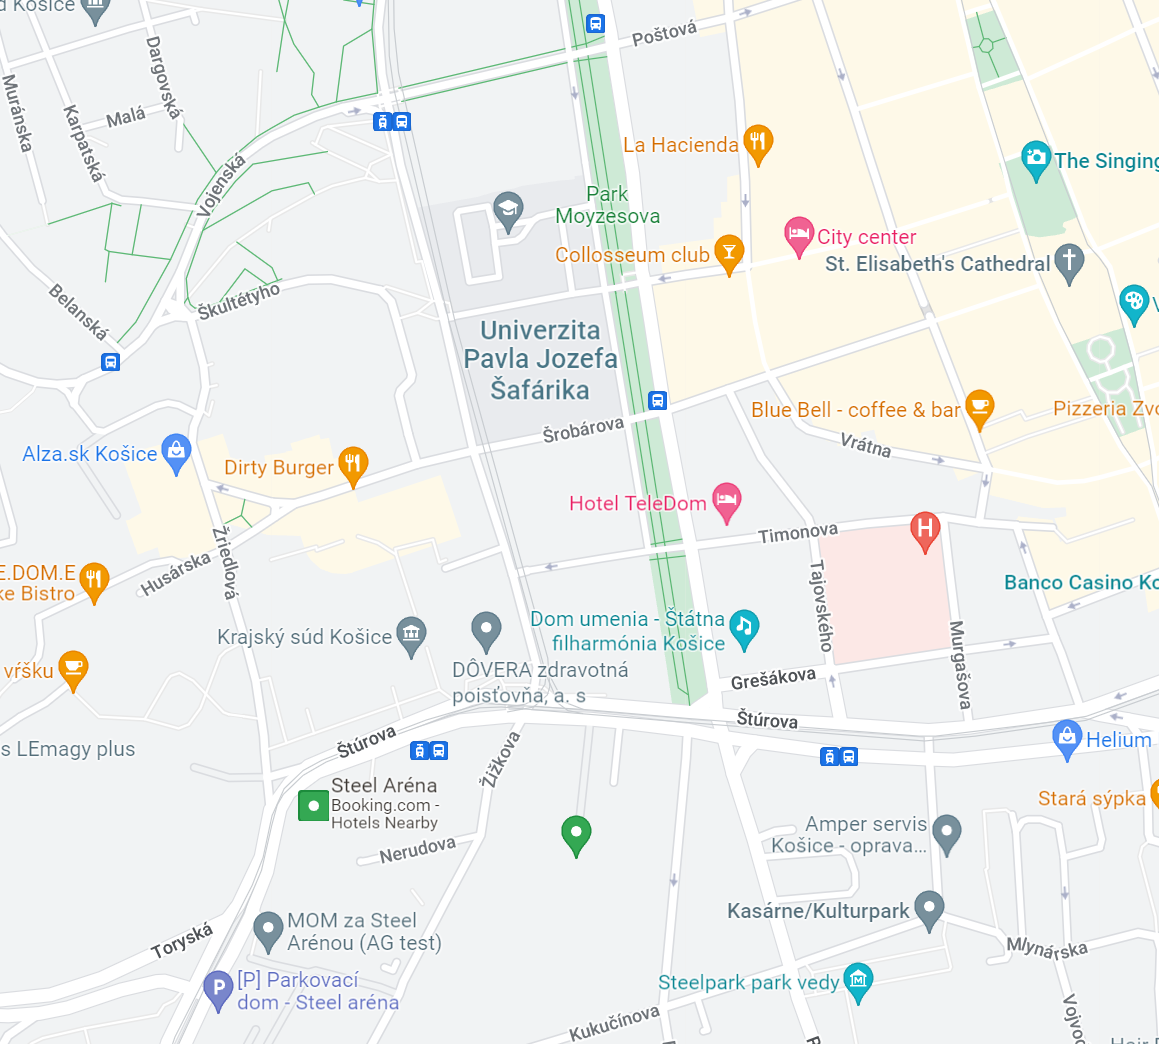 d Košice
Poštová
Dargovská
Muránska
Malá
Karpatská
La Hacienda
The Singing
Vojenská
Park
Moyzesova
City center
Collosseum club
St. Elisabeth's Cathedral
Škultétyho
Belanská
V
Univerzita
Pavla Jozefa
Šafárika
Blue Bell - coffee & bar
Pizzeria Zvo
Šrobárova
Vrátna
Alza.sk Košice
Dirty Burger
Hotel TeleDom
H
Timonova
Žriedlová
Husárska
E.DOM.E
ke Bistro
Tajovského
Banco Casino Ko
Dom umenia - Štátna
filharmónia Košice
Krajský súd Košice
Murgašova
DÔVERA zdravotná
poisťovňa, a. s
vŕšku
Grešákova
Štúrova
Štúrova
s LEmagy plus
Žižkova
Helium
Steel Aréna
Booking.com -
Hotels Nearby
Stará sýpka
Amper servis
Košice - oprava...
Nerudova
Kasárne/Kulturpark
MOM za Steel
Arénou (AG test)
Toryská
Mlynárska
P
[P] Parkovací
dom - Steel aréna
Steelpark park vedy
Kukučínova
Vojvo